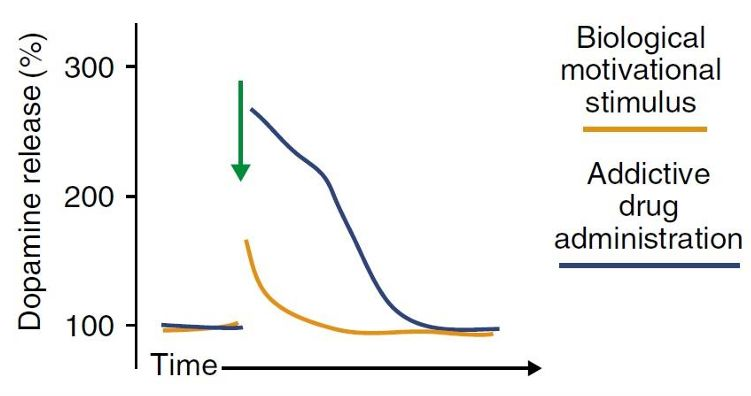 Dopamine release (%)
300
200
100
Time
Biological
motivational
stimulus
Addictive
drug
administration